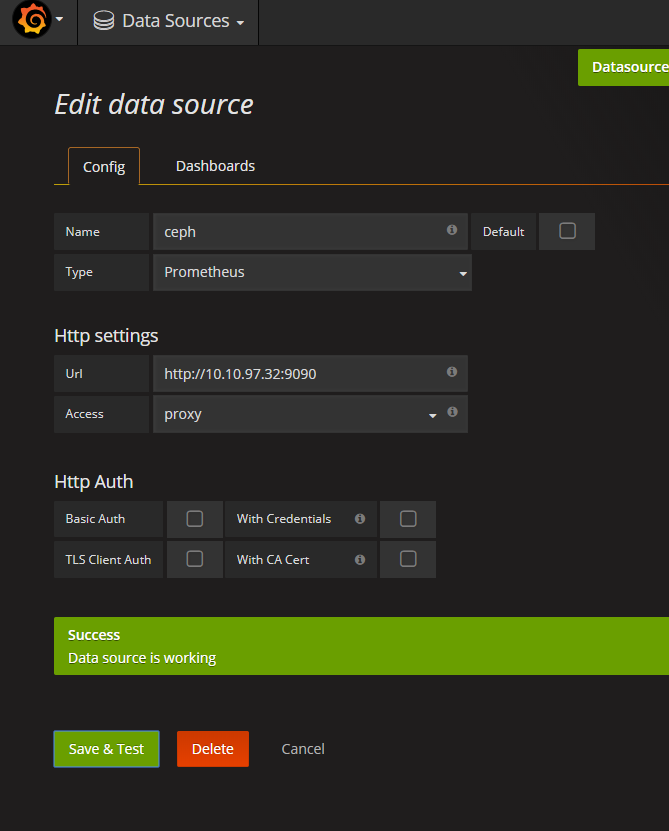 Data Sources
Datasource
Edit data source
Config Dashboards
Name ceph Default
Type Prometheus
Http settings
Url http://10.10.97.32:9090
Access proxy
Http Auth
Basic Auth With Credentials
TLS Client Auth With CA Cert
Success
Data source is working
Save & Test Delete Cancel